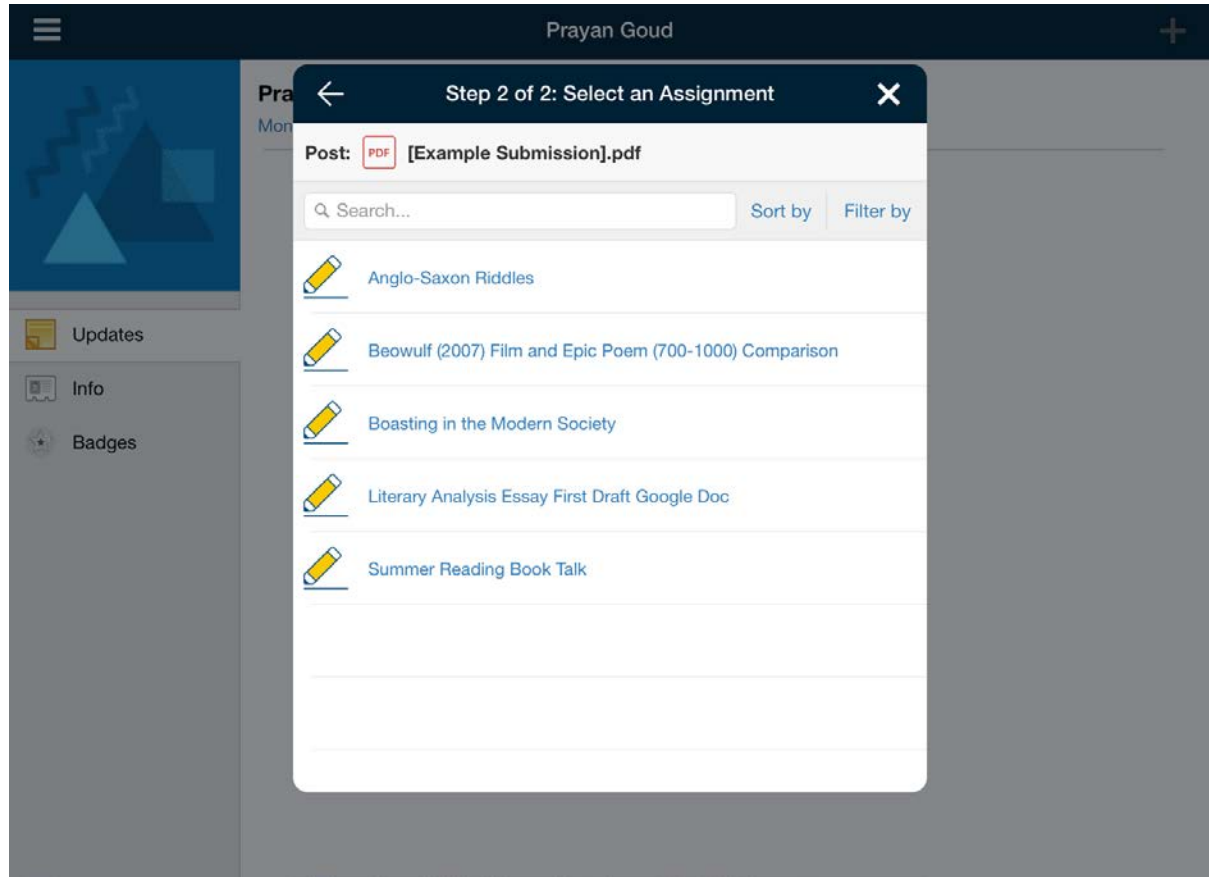 Prayan Goud
Pra
Mon
Updates
Info
Badges
Step 2 of 2: Select an Assignment
Post: PDF [Example Submission].pdf
Search... Sort by Filter by
Anglo-Saxon Riddles
Beowulf (2007) Film and Epic Poem (700-1000) Comparison
Boasting in the Modern Society
Literary Analysis Essay First Draft Google Doc
Summer Reading Book Talk